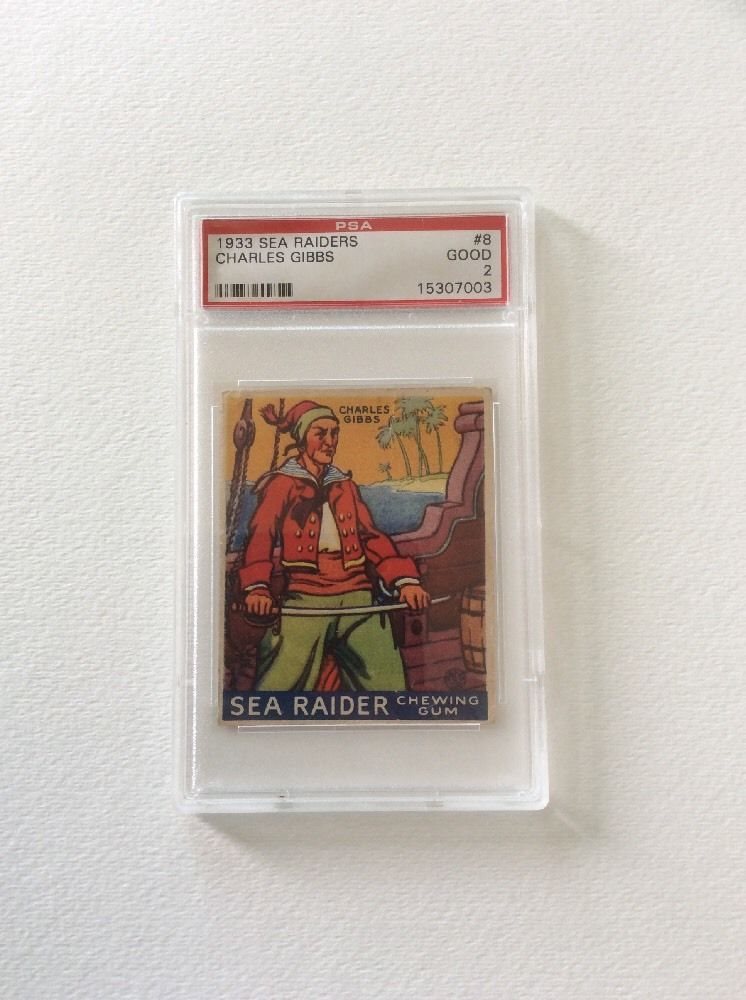 PSA
1933 SEA RAIDERS #8
CHARLES GIBBS GOOD
2
15307003
CHARLES
GIBBS
SEA RAIDER CHEWING
GUM